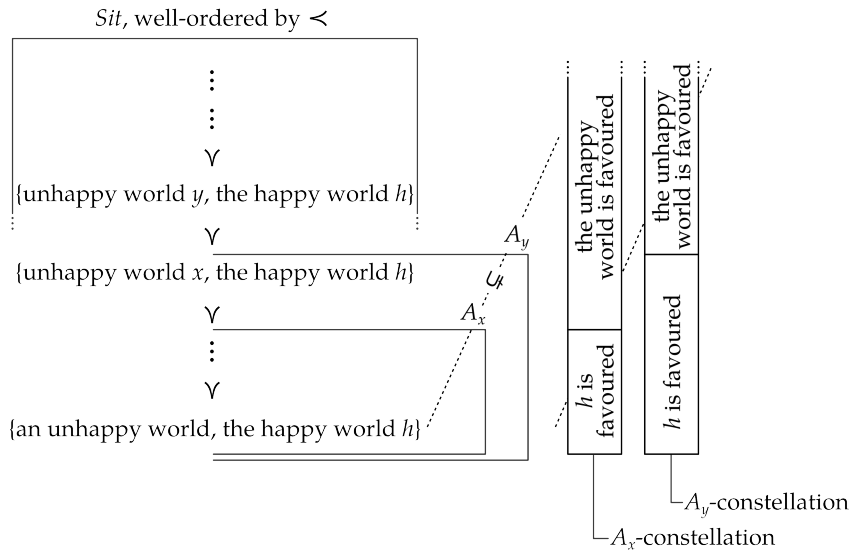 Sit, well-ordered by ≺
⋮
⋮
≺
{unhappy world y, the happy world h}
≺
{unhappy world x, the happy world h}
≺
⋮
≺
{an unhappy world, the happy world h}
A_y
⊊
A_x
the unhappy
world is favoured
h is
favoured
the unhappy
world is favoured
h is favoured
A_y-constellation
A_x-constellation